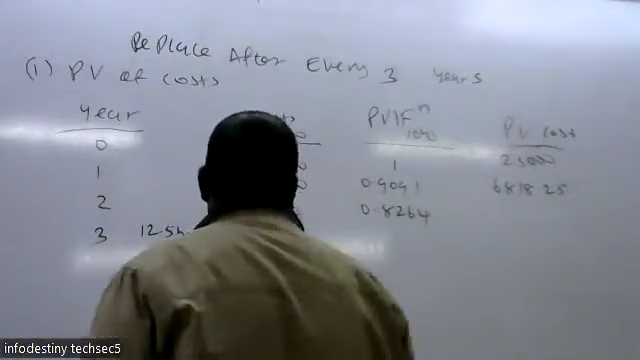 Replace After Every 3 years
(1) PV of costs
year PVIFⁿ 10% PV cost
0 1 25000
1 0.9091 6818.25
2 0.8264
3 12.5
infodestiny techsec5